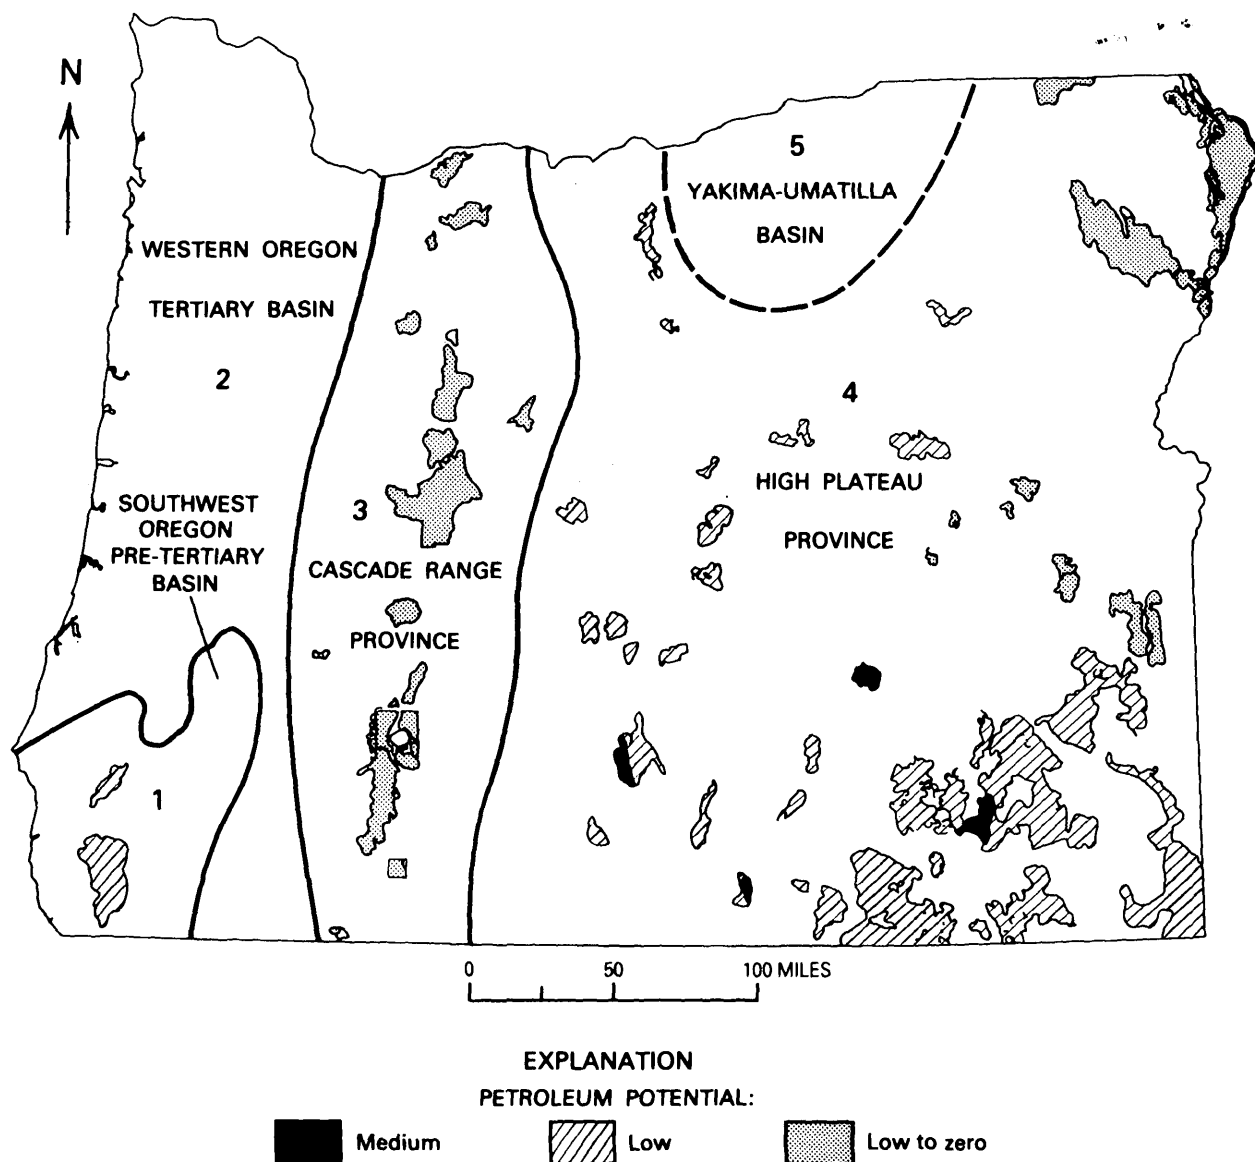 N
5
YAKIMA-UMATILLA
BASIN
WESTERN OREGON
TERTIARY BASIN
2
4
HIGH PLATEAU
PROVINCE
SOUTHWEST
OREGON
PRE-TERTIARY
BASIN
3
CASCADE RANGE
PROVINCE
1
0 50 100 MILES
EXPLANATION
PETROLEUM POTENTIAL:
Medium Low Low to zero